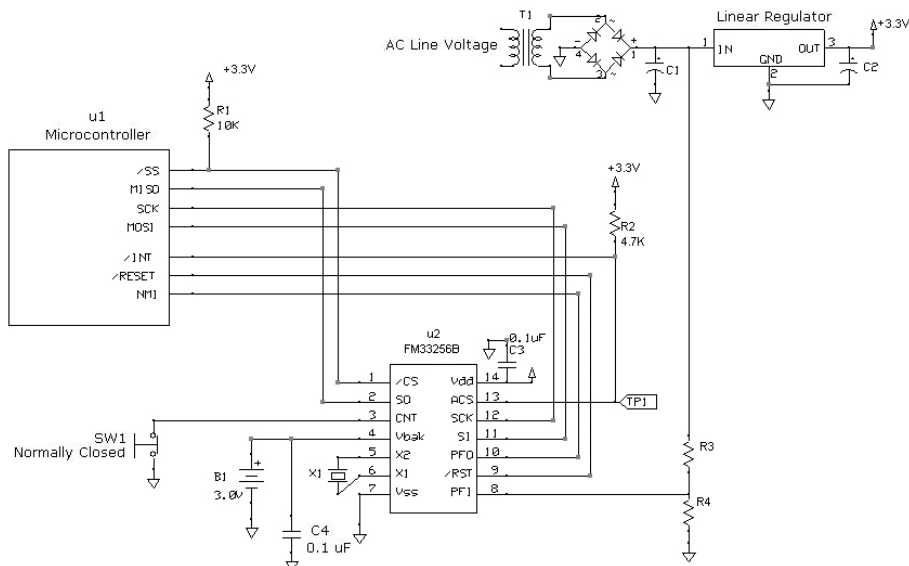 T1
Linear Regulator
AC Line Voltage
2 ~
- 4
+ 1
3 ~
1 IN
OUT 3
GND
2
+3.3V
C1
C2
+3.3V
R1
10K
u1
Microcontroller
/SS
MISO
SCK
MOSI
/INT
/RESET
NMI
+3.3V
R2
4.7K
u2
FM33256B
0.1uF
C3
1 /CS
Vdd 14
2 SO
ACS 13
TP1
3 CNT
SCK 12
4 Vbak
SI 11
5 X2
PFO 10
6 X1
/RST 9
7 Vss
PFI 8
SW1
Normally Closed
B1
+
3.0v
X1
C4
0.1 uF
R3
R4